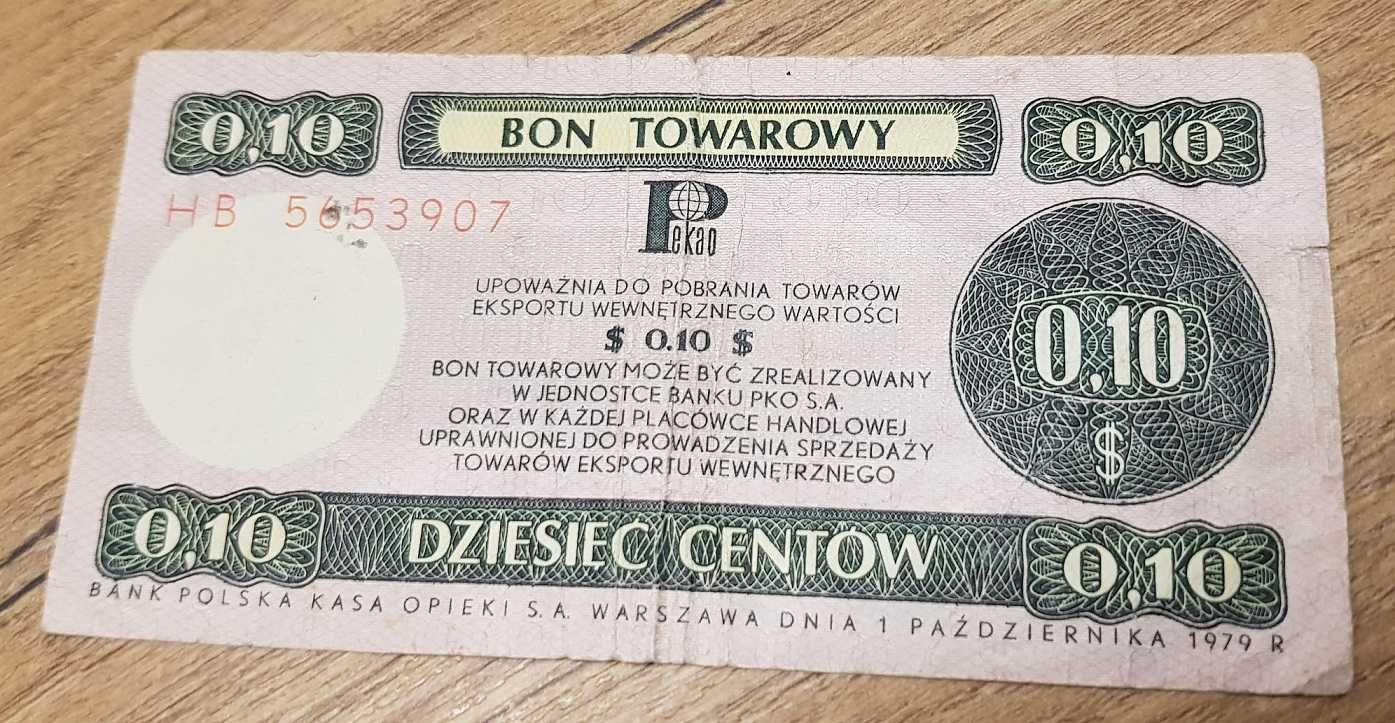 0,10 BON TOWAROWY 0,10
HB 5653907
Pekao
UPOWAŻNIA DO POBRANIA TOWARÓW
EKSPORTU WEWNĘTRZNEGO WARTOŚCI
$ 0.10 $
BON TOWAROWY MOŻE BYĆ ZREALIZOWANY
W JEDNOSTCE BANKU PKO S.A.
ORAZ W KAŻDEJ PLACÓWCE HANDLOWEJ
UPRAWNIONEJ DO PROWADZENIA SPRZEDAŻY
TOWARÓW EKSPORTU WEWNĘTRZNEGO
0,10
$
0,10 DZIESIĘĆ CENTÓW 0,10
BANK POLSKA KASA OPIEKI S.A. WARSZAWA DNIA 1 PAŹDZIERNIKA 1979 R